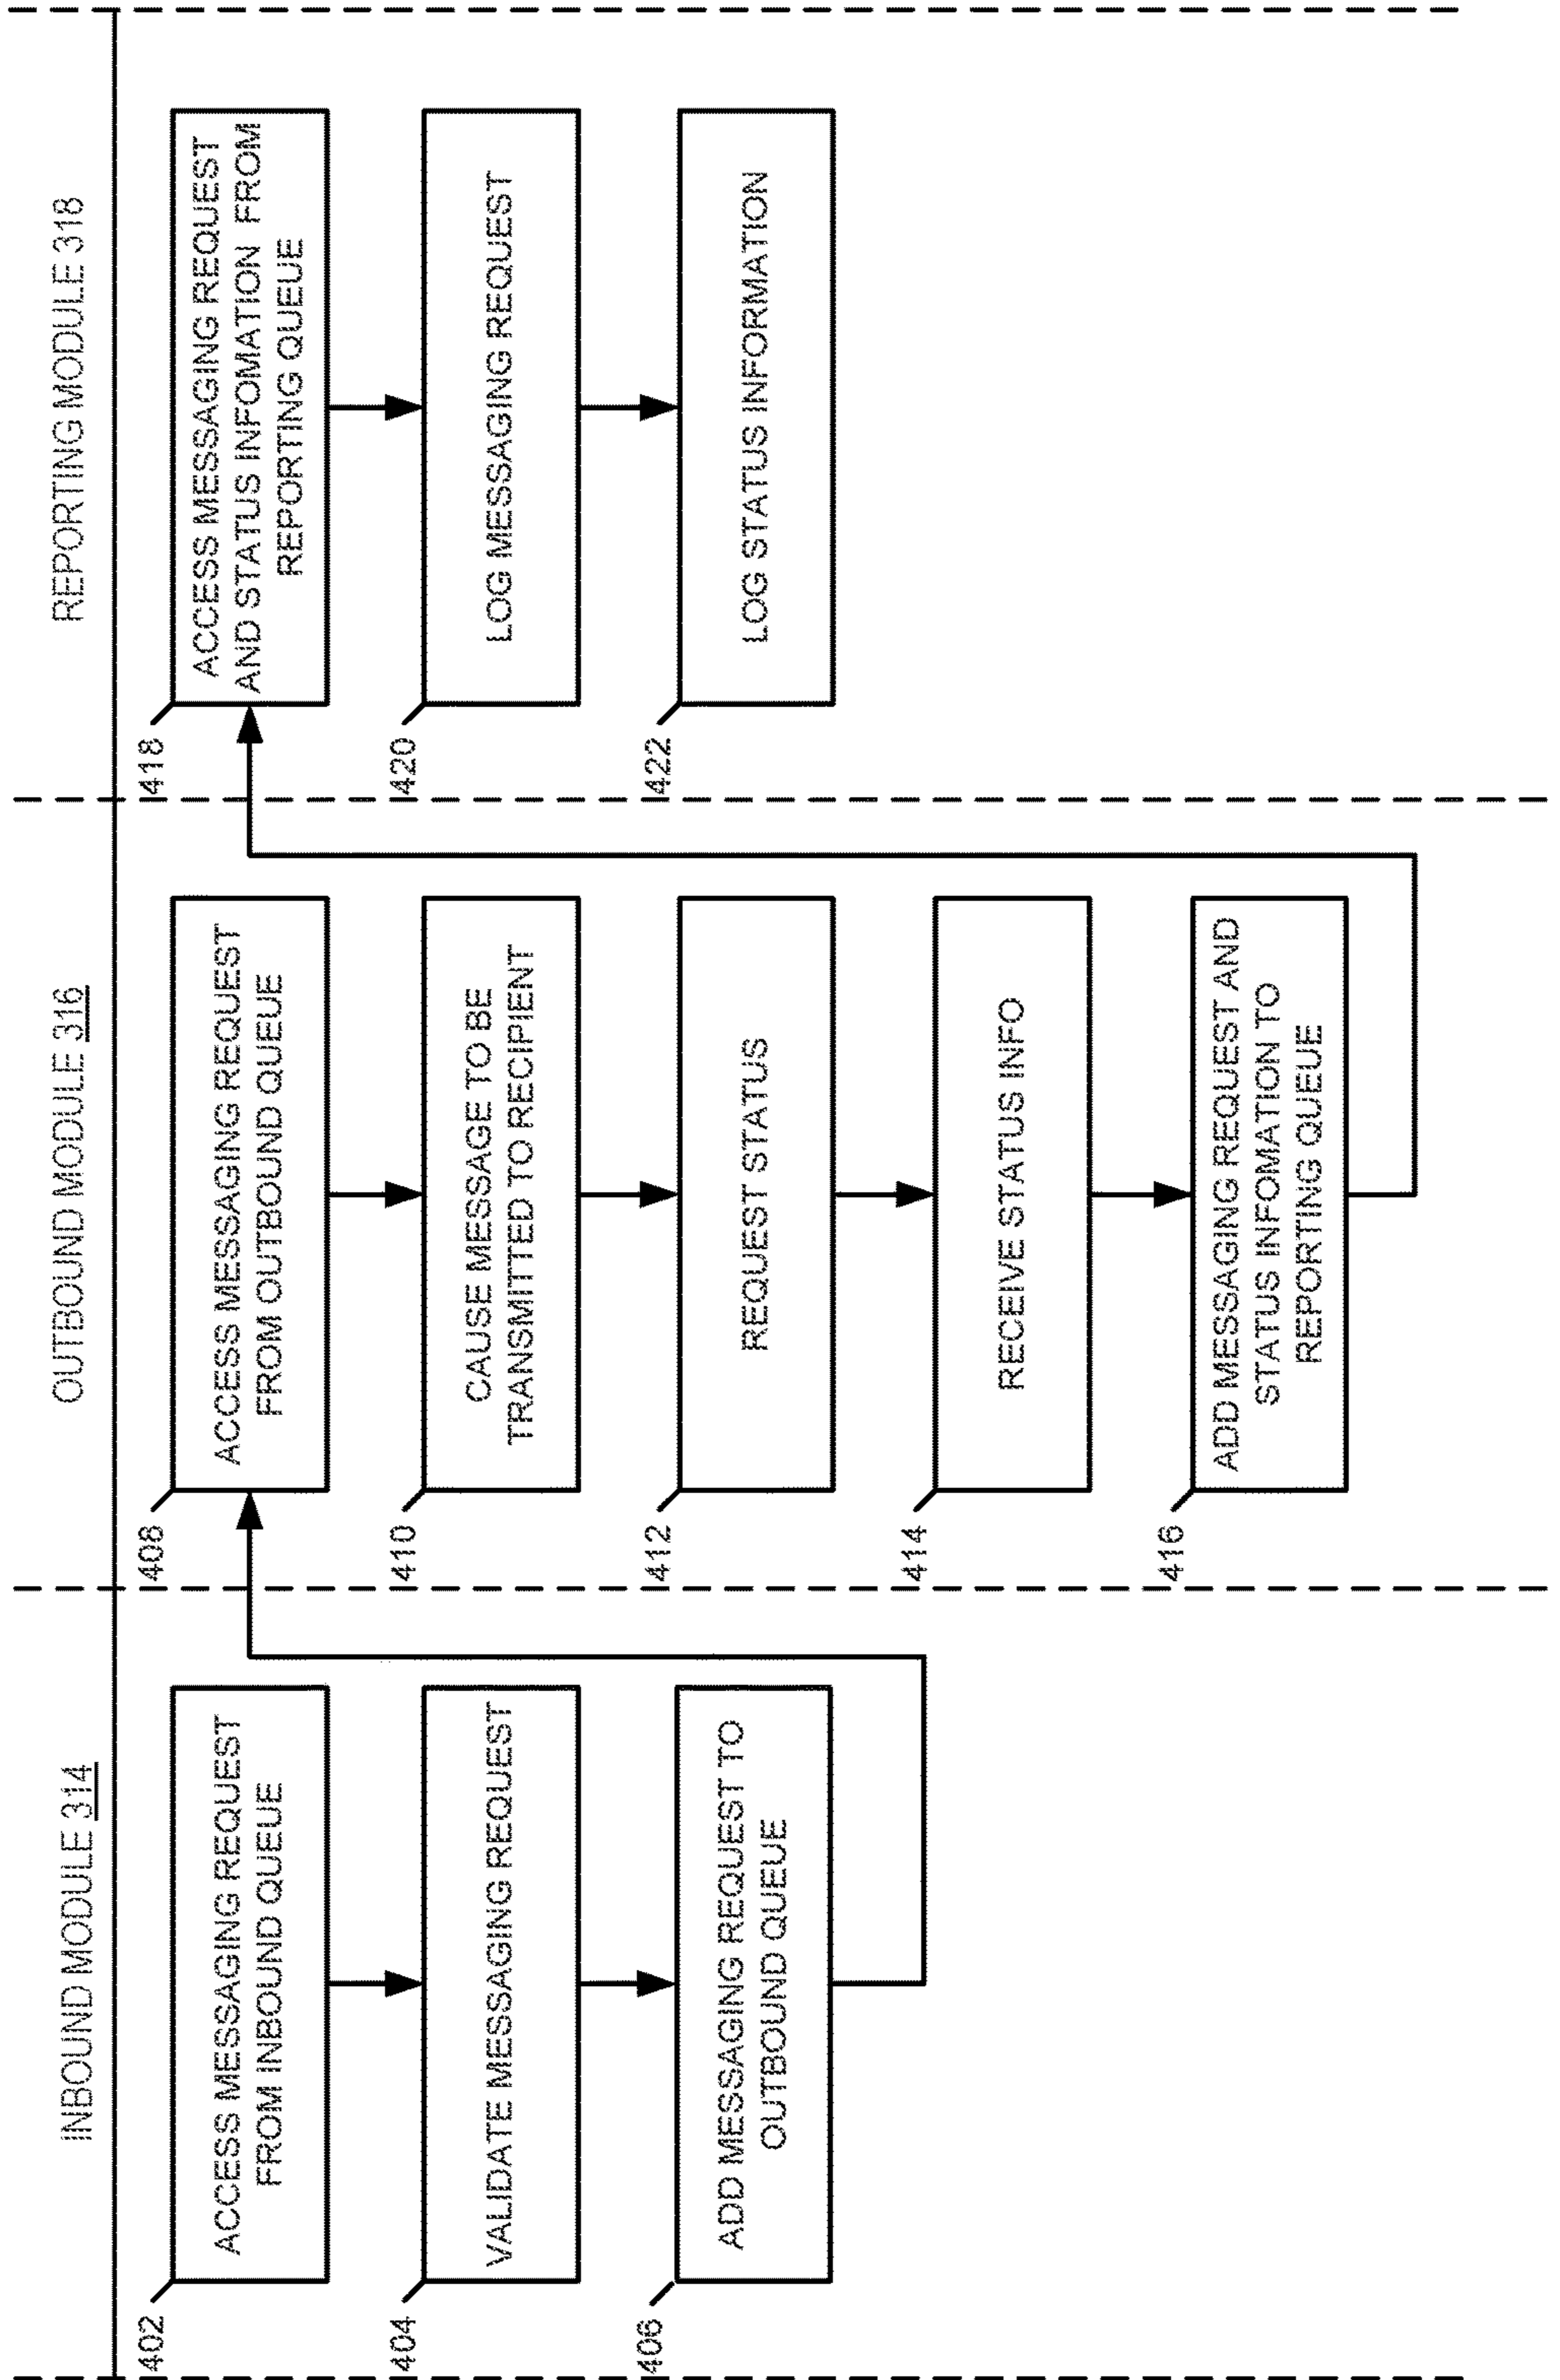 INBOUND MODULE 314
402
ACCESS MESSAGING REQUEST
FROM INBOUND QUEUE
404
VALIDATE MESSAGING REQUEST
406
ADD MESSAGING REQUEST TO
OUTBOUND QUEUE
OUTBOUND MODULE 316
408
ACCESS MESSAGING REQUEST
FROM OUTBOUND QUEUE
410
CAUSE MESSAGE TO BE
TRANSMITTED TO RECIPIENT
412
REQUEST STATUS
414
RECEIVE STATUS INFO
416
ADD MESSAGING REQUEST AND
STATUS INFOMATION TO
REPORTING QUEUE
REPORTING MODULE 318
418
ACCESS MESSAGING REQUEST
AND STATUS INFOMATION FROM
REPORTING QUEUE
420
LOG MESSAGING REQUEST
422
LOG STATUS INFORMATION